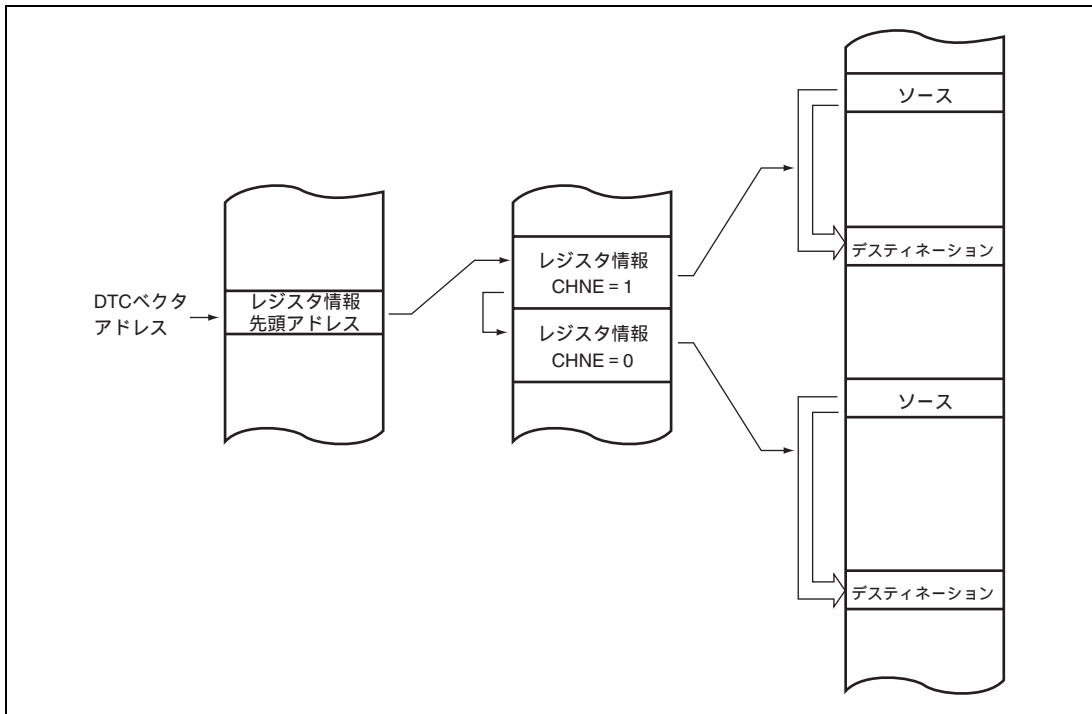 DTCベクタ
アドレス
レジスタ情報
先頭アドレス
レジスタ情報
CHNE = 1
レジスタ情報
CHNE = 0
ソース
デスティネーション
ソース
デスティネーション